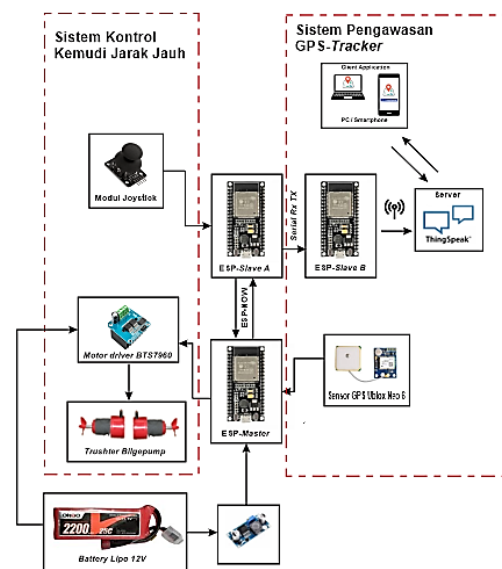 Sistem Kontrol
Kemudi Jarak Jauh
Sistem Pengawasan
GPS-Tracker
Client Application
PC / Smartphone
Modul Joystick
ESP-Slave A
Serial Rx TX
ESP-Slave B
Server
ThingSpeak™
ESP-NOW
Motor driver BTS7960
ESP-Master
Sensor GPS Ublox Neo 6
Trushter Bilgepump
2200
25C
Battery Lipo 12V